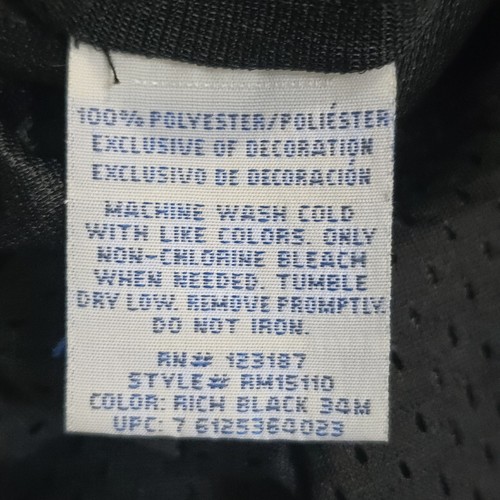 100% POLYESTER/POLIESTER
EXCLUSIVE OF DECORATION
EXCLUSIVO DE DECORACIÓN
MACHINE WASH COLD
WITH LIKE COLORS. ONLY
NON-CHLORINE BLEACH
WHEN NEEDED. TUMBLE
DRY LOW. REMOVE PROMPTLY.
DO NOT IRON.
RN# 123187
STYLE# RM15110
COLOR: RICH BLACK 34M
UPC: 7 6125364023